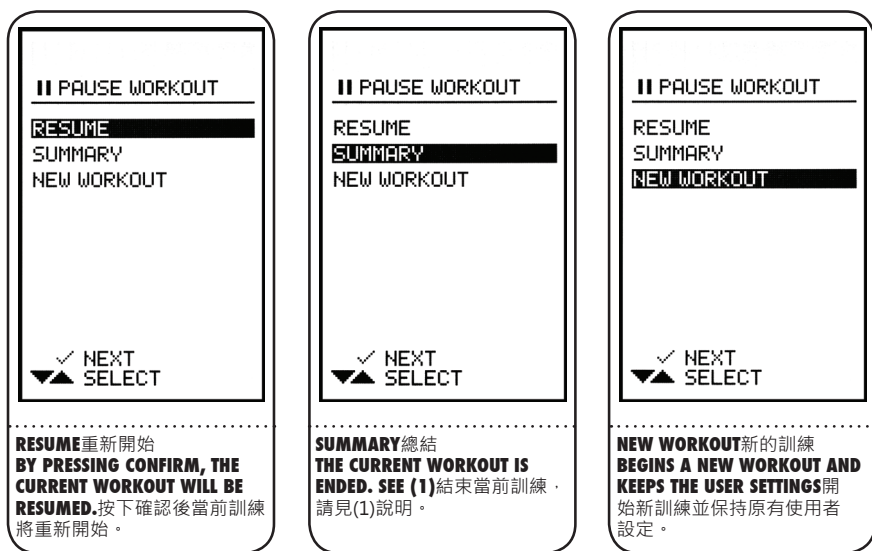 II PAUSE WORKOUT
RESUME
SUMMARY
NEW WORKOUT
✓ NEXT
▼▲ SELECT
RESUME重新開始
BY PRESSING CONFIRM, THE
CURRENT WORKOUT WILL BE
RESUMED.按下確認後當前訓練
將重新開始。
II PAUSE WORKOUT
RESUME
SUMMARY
NEW WORKOUT
✓ NEXT
▼▲ SELECT
SUMMARY總結
THE CURRENT WORKOUT IS
ENDED. SEE (1)結束當前訓練，
請見(1)說明。
II PAUSE WORKOUT
RESUME
SUMMARY
NEW WORKOUT
✓ NEXT
▼▲ SELECT
NEW WORKOUT新的訓練
BEGINS A NEW WORKOUT AND
KEEPS THE USER SETTINGS開
始新訓練並保持原有使用者
設定。